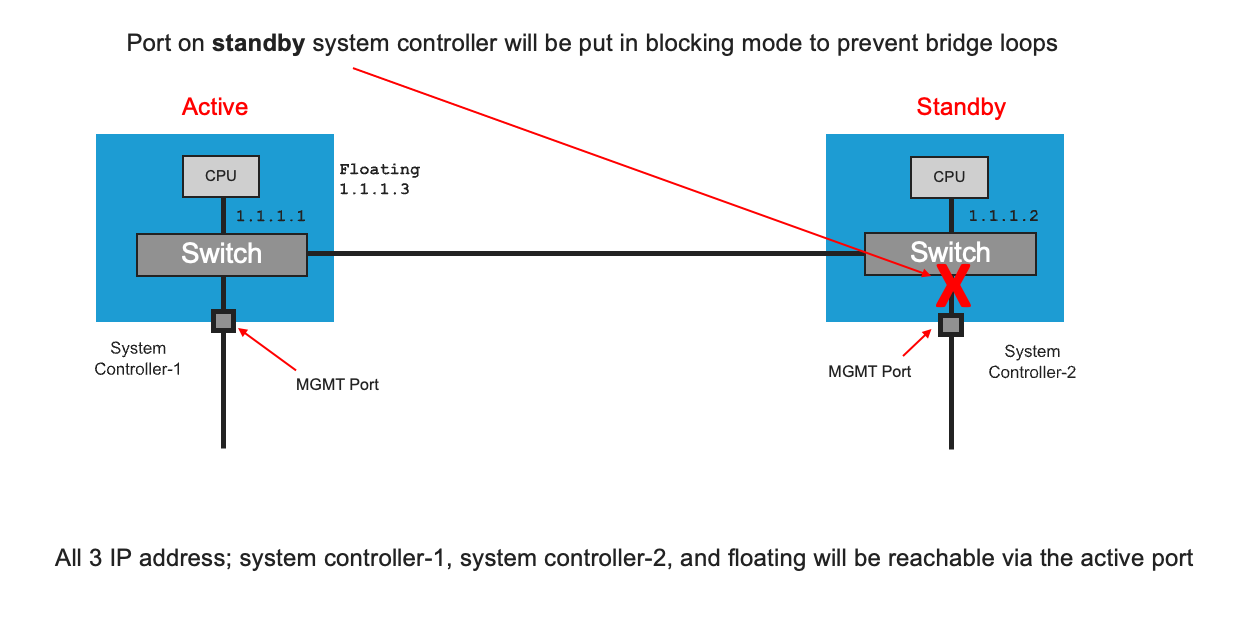 Port on standby system controller will be put in blocking mode to prevent bridge loops
Active
Standby
CPU
Floating
1.1.1.3
CPU
1.1.1.1
1.1.1.2
Switch
Switch
X
System
Controller-1
MGMT Port
MGMT Port
System
Controller-2
All 3 IP address; system controller-1, system controller-2, and floating will be reachable via the active port